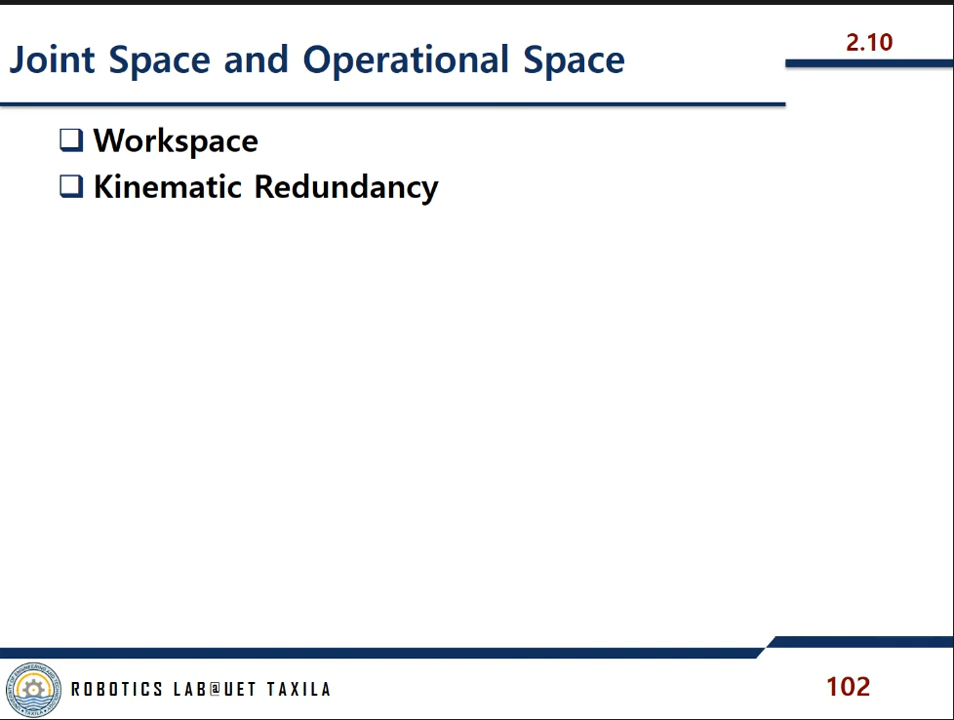 Joint Space and Operational Space
2.10
❑ Workspace
❑ Kinematic Redundancy
ROBOTICS LAB@UET TAXILA
102